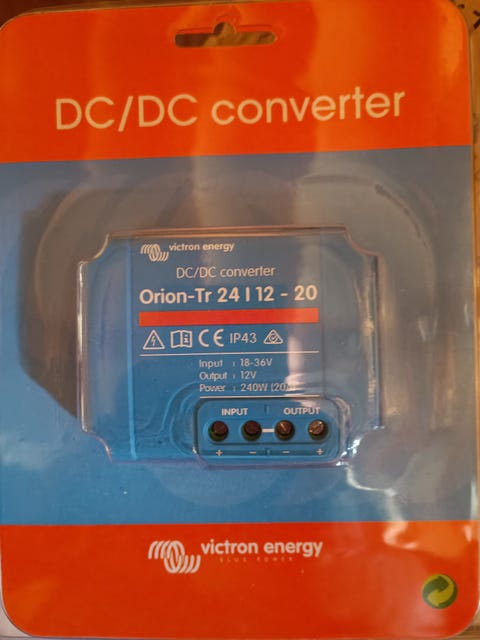 DC/DC converter
victron energy
DC/DC converter
Orion-Tr 24 | 12 - 20
CE IP43
Input : 18-36V
Output : 12V
Power : 240W (20A)
INPUT OUTPUT
+ - - +
victron energy
BLUE POWER